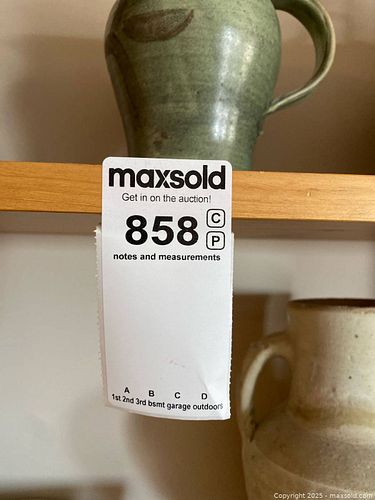 maxsold
Get in on the auction!
858 C
P
notes and measurements
A B C D
1st 2nd 3rd bsmt garage outdoors
Copyright 2025 - maxsold.com